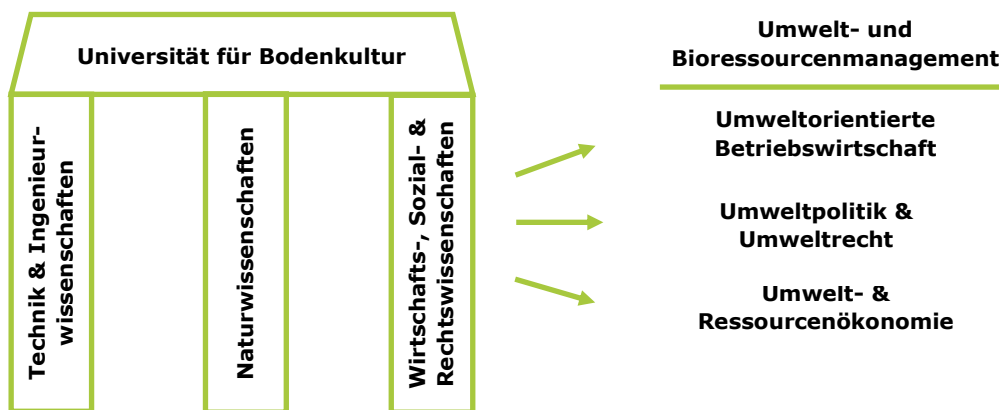 Universität für Bodenkultur
Technik & Ingenieur-
wissenschaften
Naturwissenschaften
Wirtschafts-, Sozial- &
Rechtswissenschaften
Umwelt- und
Bioressourcenmanagement
Umweltorientierte
Betriebswirtschaft
Umweltpolitik &
Umweltrecht
Umwelt- &
Ressourcenökonomie